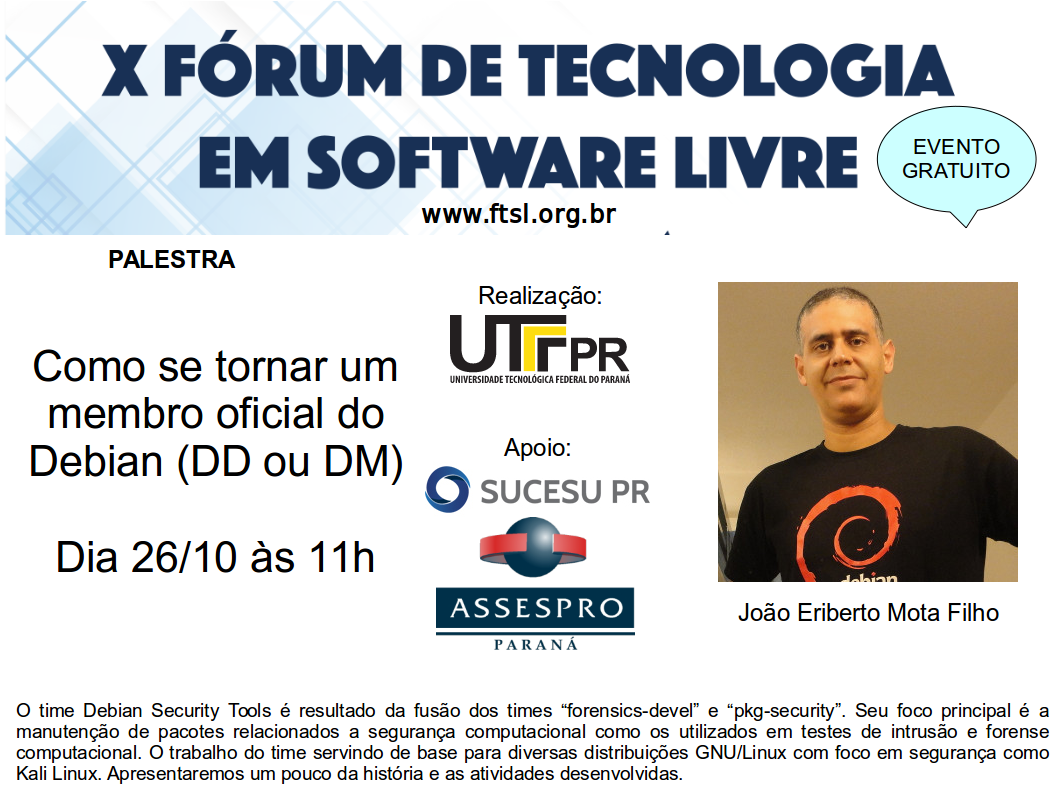 X FÓRUM DE TECNOLOGIA
EM SOFTWARE LIVRE
EVENTO
GRATUITO
www.ftsl.org.br
PALESTRA
Como se tornar um
membro oficial do
Debian (DD ou DM)
Dia 26/10 às 11h
Realização:
UTFPR
UNIVERSIDADE TECNOLÓGICA FEDERAL DO PARANÁ
Apoio:
SUCESU PR
ASSESPRO
PARANÁ
debian
João Eriberto Mota Filho
O time Debian Security Tools é resultado da fusão dos times “forensics-devel” e “pkg-security”. Seu foco principal é a
manutenção de pacotes relacionados a segurança computacional como os utilizados em testes de intrusão e forense
computacional. O trabalho do time servindo de base para diversas distribuições GNU/Linux com foco em segurança como
Kali Linux. Apresentaremos um pouco da história e as atividades desenvolvidas.